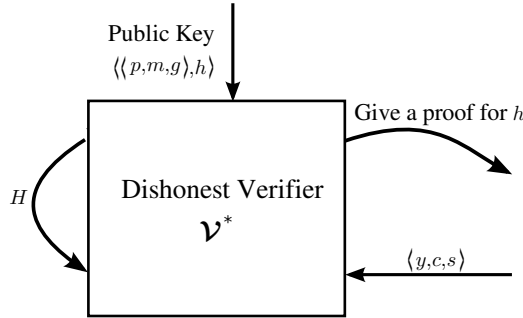 Public Key
⟨⟨p,m,g⟩,h⟩
Give a proof for h
H
Dishonest Verifier
𝒱*
⟨y,c,s⟩